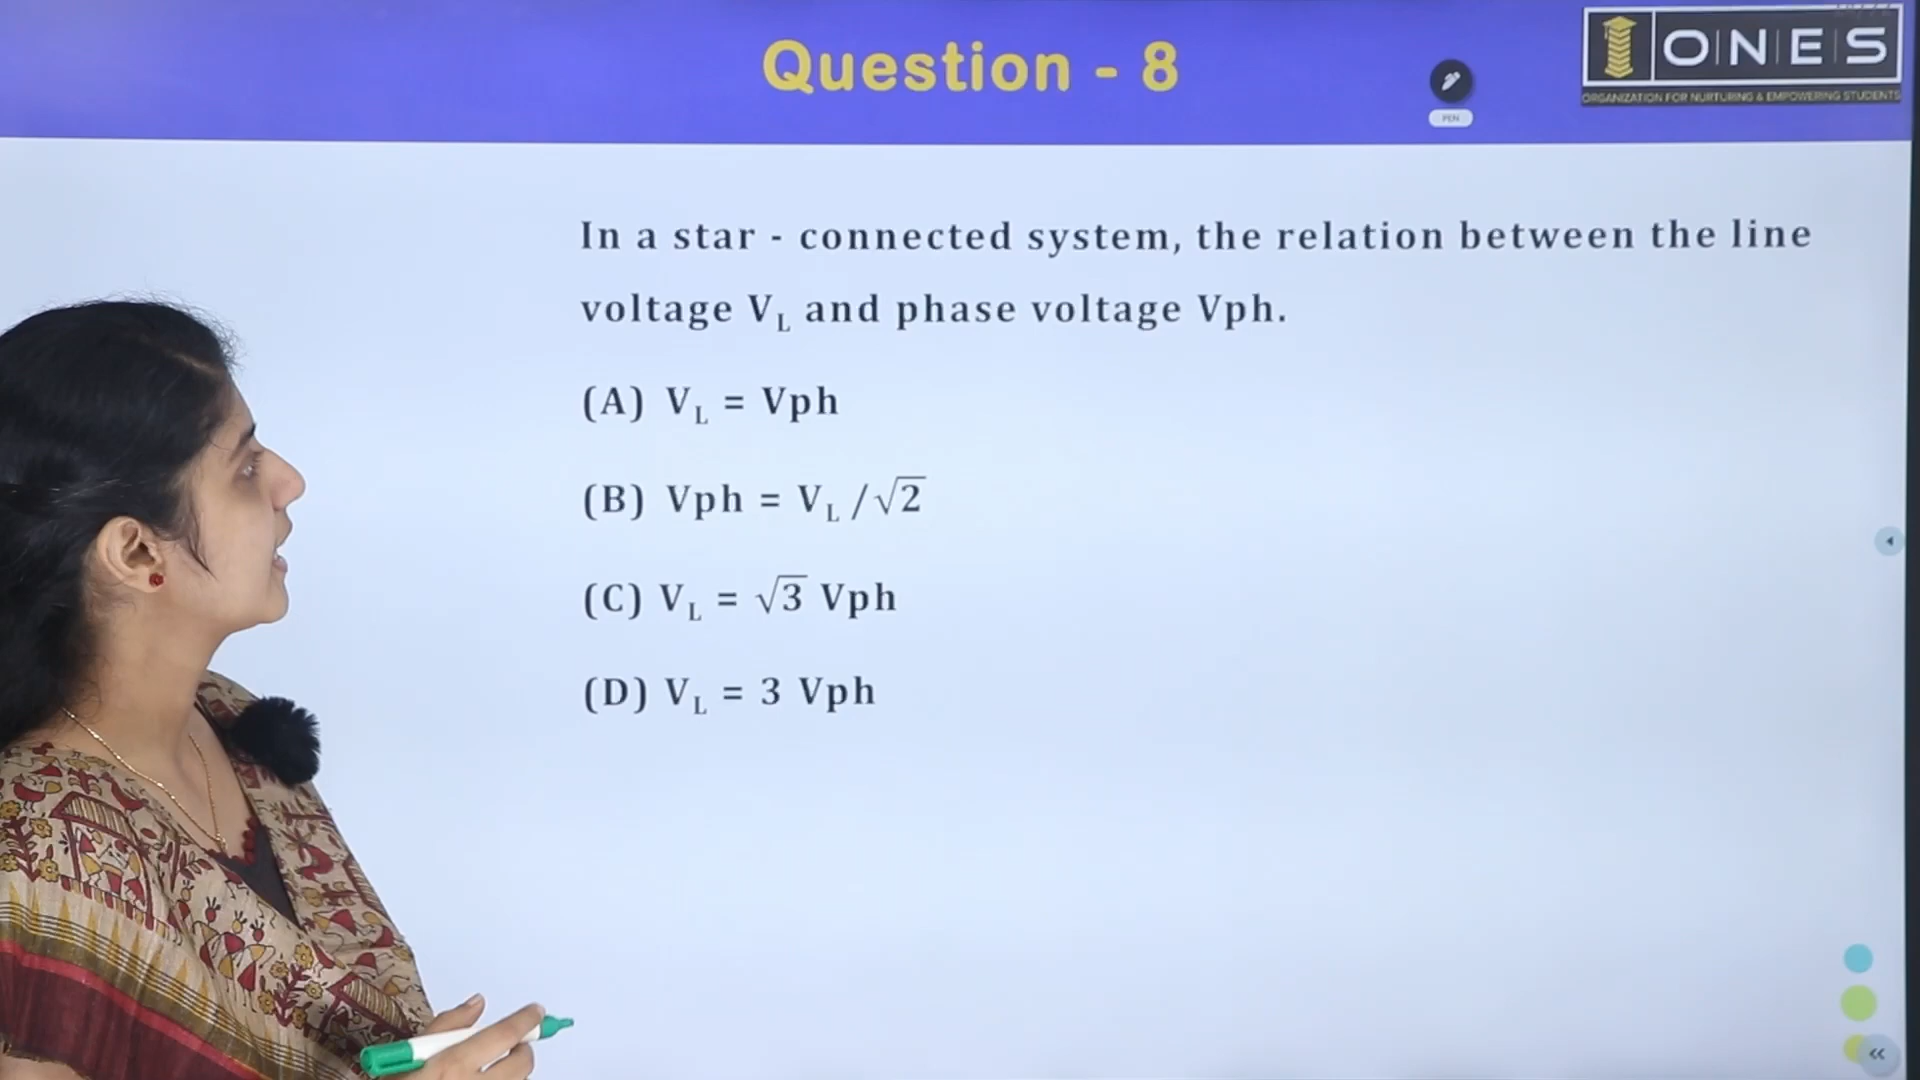 Question - 8
O|N|E|S
ORGANIZATION FOR NURTURING & EMPOWERING STUDENTS
PEN
In a star - connected system, the relation between the line
voltage V_L and phase voltage Vph.
(A) V_L = Vph
(B) Vph = V_L /√2
(C) V_L = √3 Vph
(D) V_L = 3 Vph